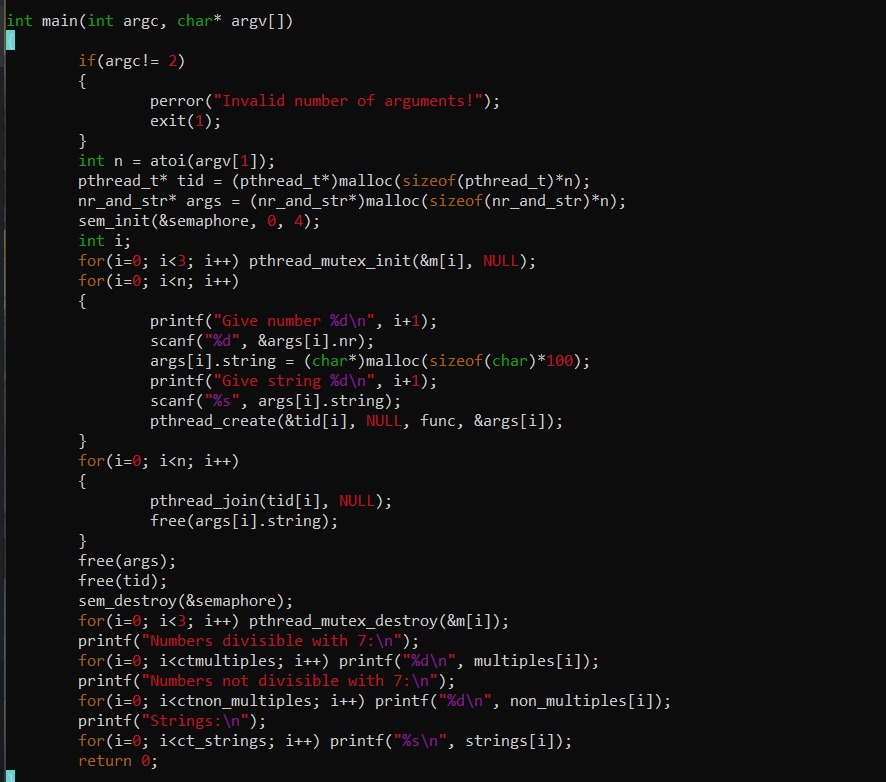 int main(int argc, char* argv[])
{
if(argc!= 2)
{
perror("Invalid number of arguments!");
exit(1);
}
int n = atoi(argv[1]);
pthread_t* tid = (pthread_t*)malloc(sizeof(pthread_t)*n);
nr_and_str* args = (nr_and_str*)malloc(sizeof(nr_and_str)*n);
sem_init(&semaphore, 0, 4);
int i;
for(i=0; i<3; i++) pthread_mutex_init(&m[i], NULL);
for(i=0; i<n; i++)
{
printf("Give number %d\n", i+1);
scanf("%d", &args[i].nr);
args[i].string = (char*)malloc(sizeof(char)*100);
printf("Give string %d\n", i+1);
scanf("%s", args[i].string);
pthread_create(&tid[i], NULL, func, &args[i]);
}
for(i=0; i<n; i++)
{
pthread_join(tid[i], NULL);
free(args[i].string);
}
free(args);
free(tid);
sem_destroy(&semaphore);
for(i=0; i<3; i++) pthread_mutex_destroy(&m[i]);
printf("Numbers divisible with 7:\n");
for(i=0; i<ctmultiples; i++) printf("%d\n", multiples[i]);
printf("Numbers not divisible with 7:\n");
for(i=0; i<ctnon_multiples; i++) printf("%d\n", non_multiples[i]);
printf("Strings:\n");
for(i=0; i<ct_strings; i++) printf("%s\n", strings[i]);
return 0;
}